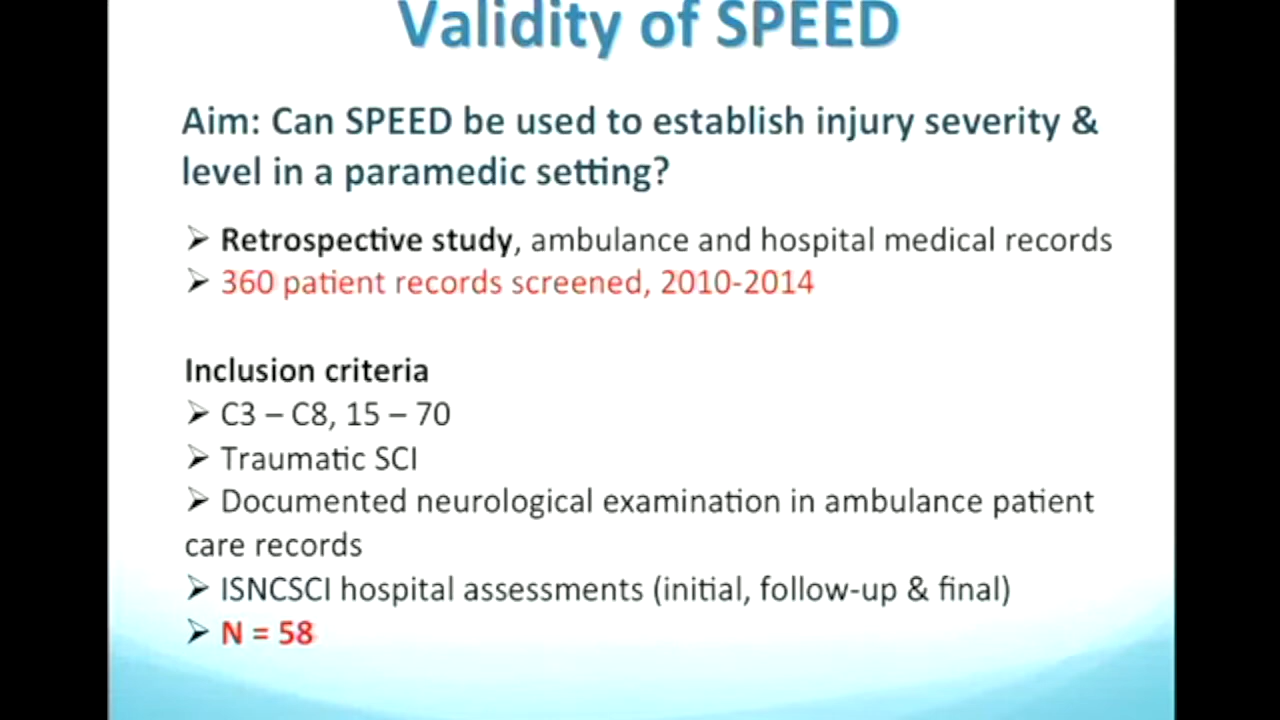 Validity of SPEED
Aim: Can SPEED be used to establish injury severity &
level in a paramedic setting?
➢ Retrospective study, ambulance and hospital medical records
➢ 360 patient records screened, 2010-2014
Inclusion criteria
➢ C3 – C8, 15 – 70
➢ Traumatic SCI
➢ Documented neurological examination in ambulance patient
care records
➢ ISNCSCI hospital assessments (initial, follow-up & final)
➢ N = 58